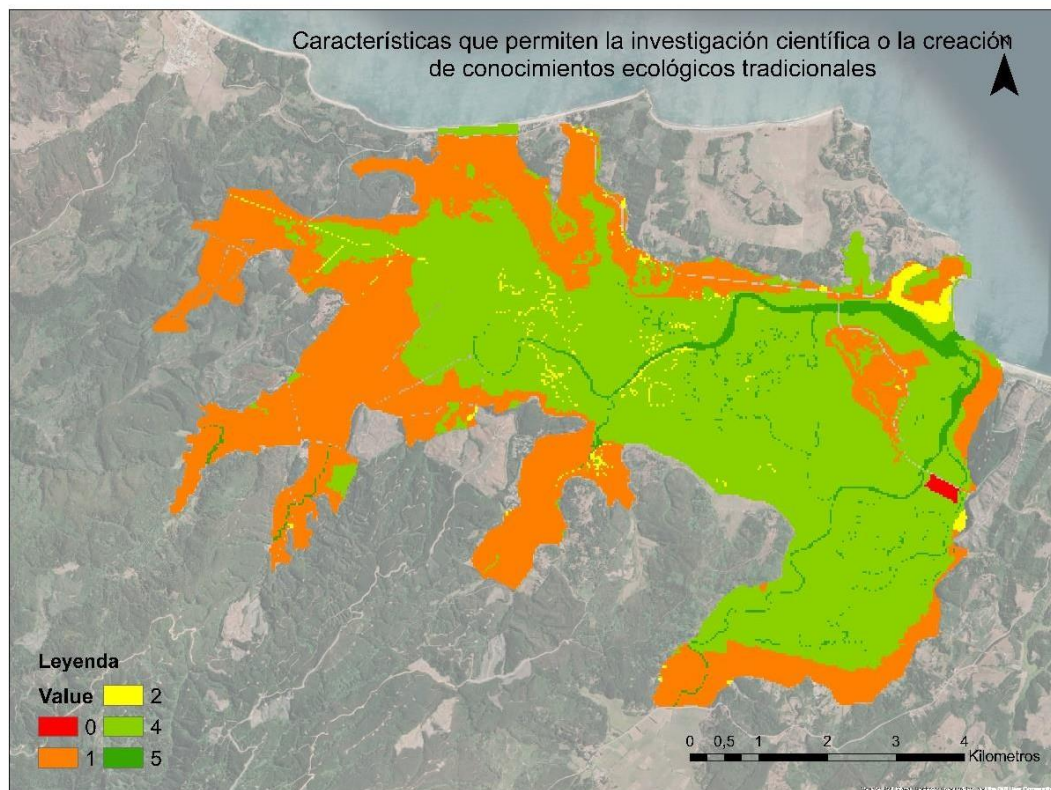 Características que permiten la investigación científica o la creación
de conocimientos ecológicos tradicionales
N
Leyenda
Value
2
0
4
1
5
0 0,5 1 2 3 4
Kilometros